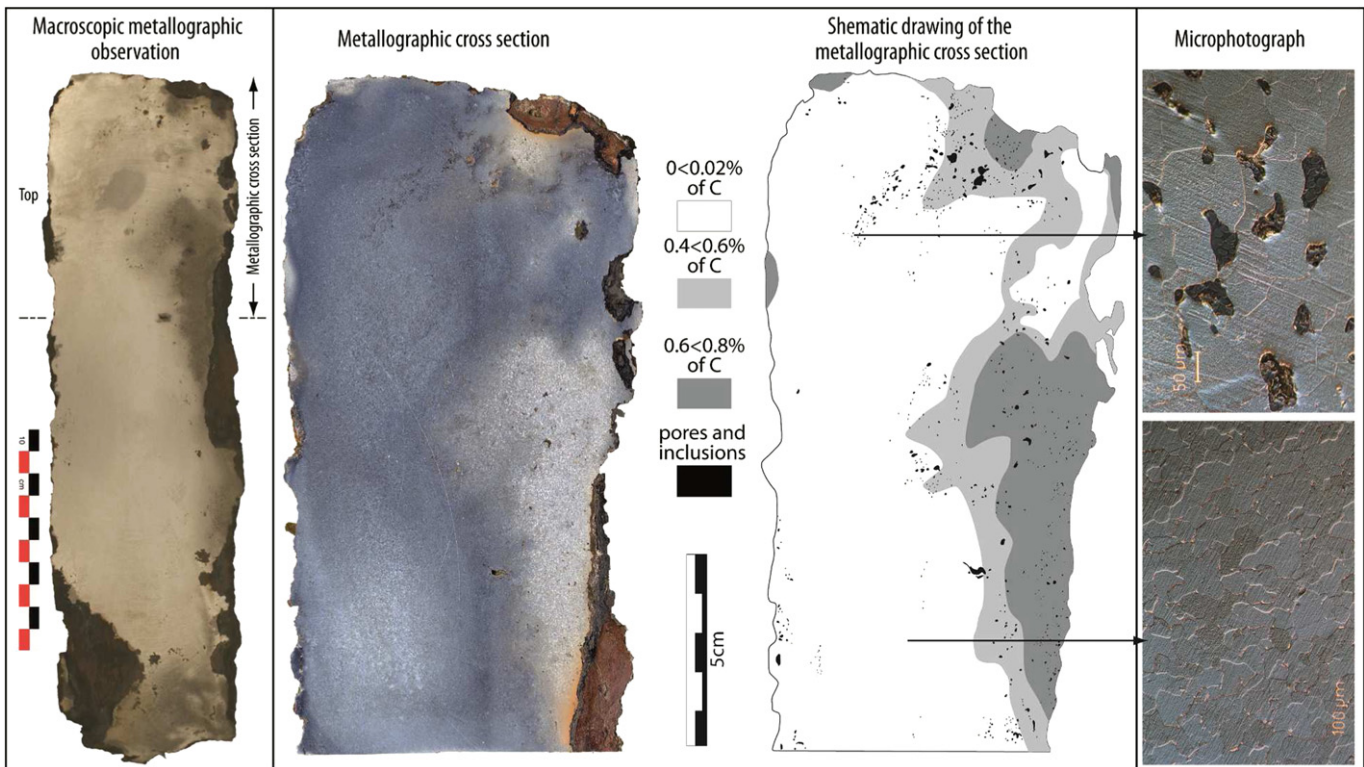 Macroscopic metallographic
observation
Top
Metallographic cross section
10
cm
Metallographic cross section
Shematic drawing of the
metallographic cross section
0<0.02%
of C
0.4<0.6%
of C
0.6<0.8%
of C
pores and
inclusions
5cm
Microphotograph
50 µm
100 µm